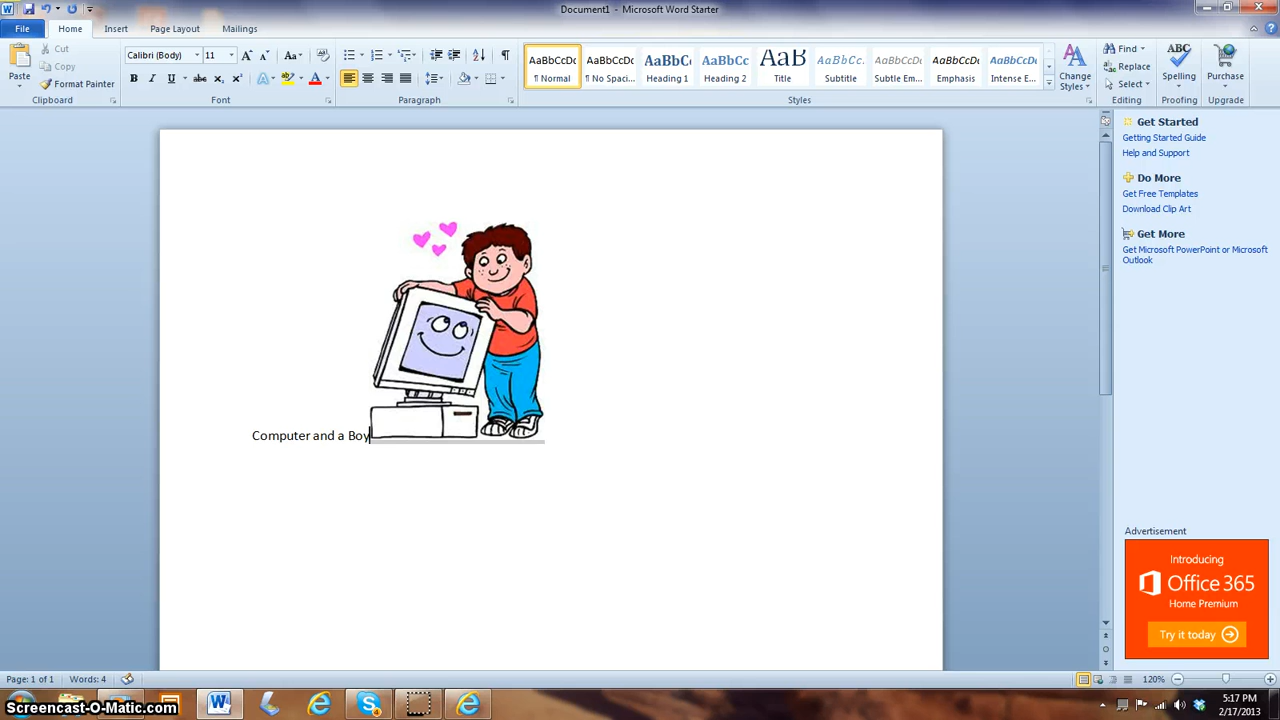 Document1 - Microsoft Word Starter
File
Home
Insert
Page Layout
Mailings
Paste
Cut
Copy
Format Painter
Clipboard
Calibri (Body)
11
Font
Paragraph
AaBbCcDc
¶ Normal
AaBbCcDc
¶ No Spaci...
AaBbC
Heading 1
AaBbCc
Heading 2
AaB
Title
AaBbCc.
Subtitle
AaBbCcDc
Subtle Em...
AaBbCcDc
Emphasis
AaBbCcDc
Intense E...
Change
Styles
Styles
Find
Replace
Select
Editing
Spelling
Proofing
Purchase
Upgrade
Get Started
Getting Started Guide
Help and Support
Do More
Get Free Templates
Download Clip Art
Get More
Get Microsoft PowerPoint or Microsoft
Outlook
Computer and a Boy
Advertisement
Introducing
Office 365
Home Premium
Try it today
Page: 1 of 1
Words: 4
120%
Screencast-O-Matic.com
5:17 PM
2/17/2013